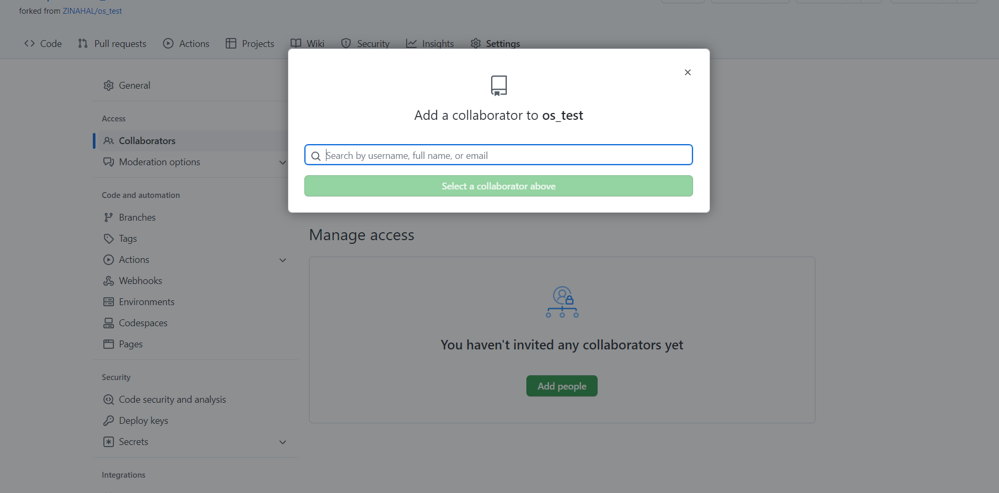 forked from ZINAHAL/os_test
Code Pull requests Actions Projects Wiki Security Insights Settings
General
Access
Collaborators
Moderation options
Code and automation
Branches
Tags
Actions
Webhooks
Environments
Codespaces
Pages
Security
Code security and analysis
Deploy keys
Secrets
Integrations
Add a collaborator to os_test
Search by username, full name, or email
Select a collaborator above
Manage access
You haven't invited any collaborators yet
Add people